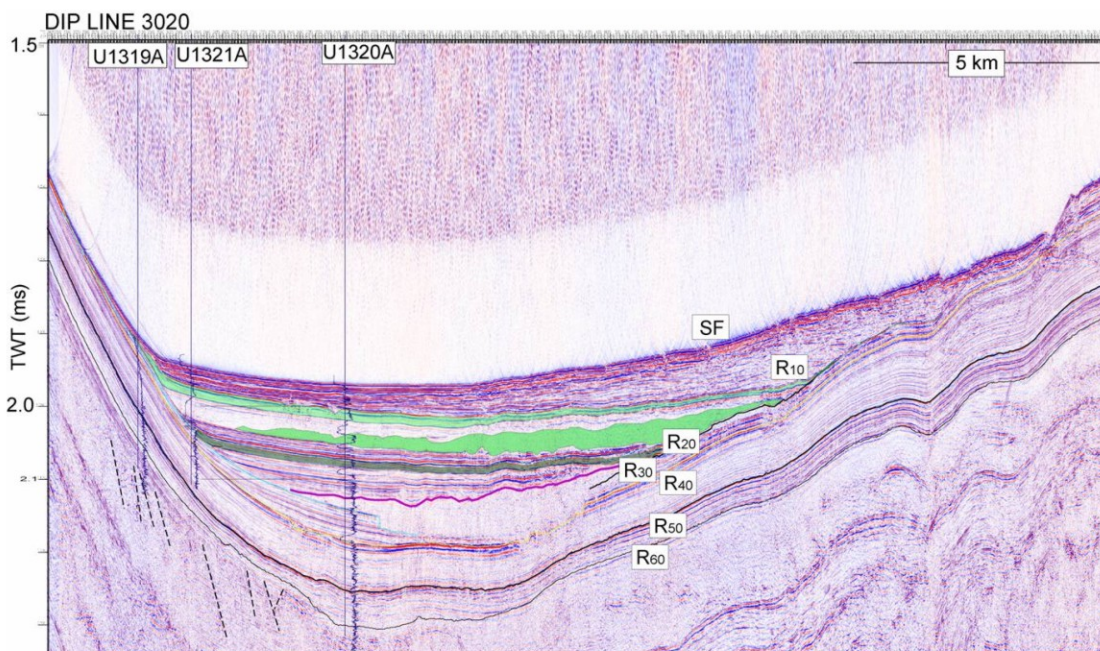 DIP LINE 3020
1.5
U1319A
U1321A
U1320A
5 km
TWT (ms)
SF
R10
2.0
R20
R30
R40
2.1
R50
R60